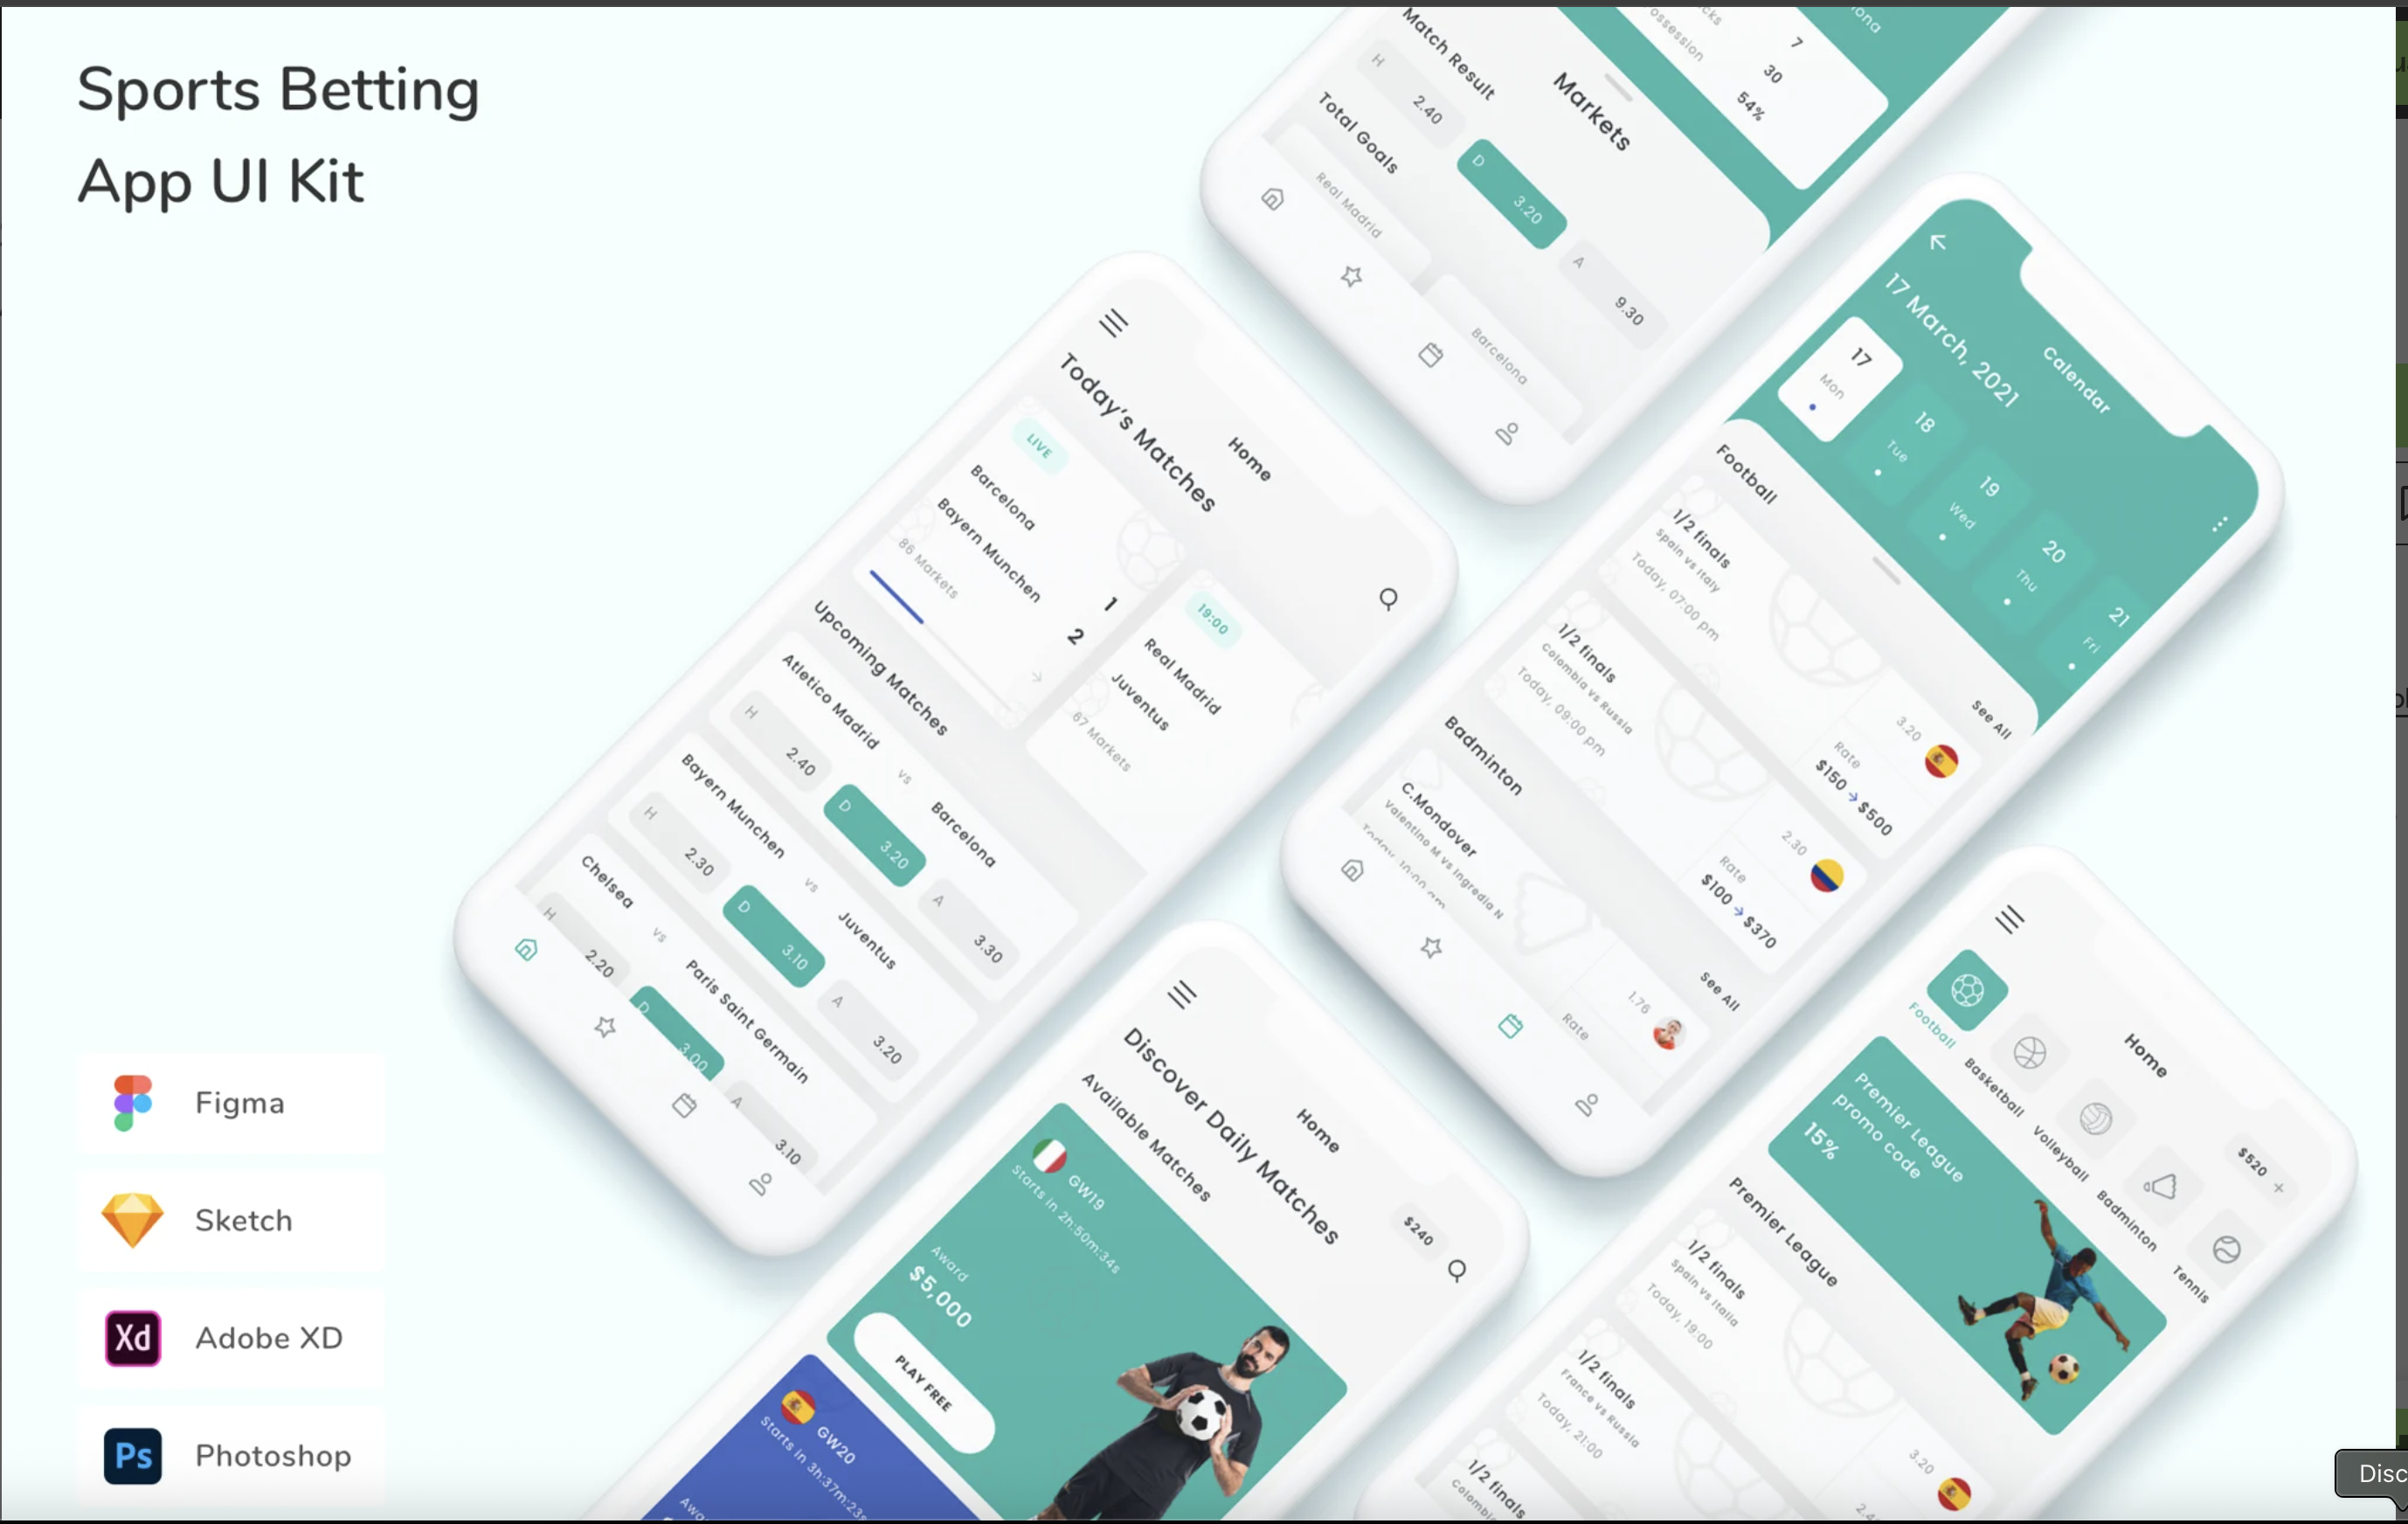 Sports Betting
App UI Kit
Figma
Sketch
Adobe XD
Photoshop
7
30
54%
Markets
Match Result
H 2.40
D 3.20
A 9.30
Total Goals
Real Madrid
Barcelona
Home
Today's Matches
LIVE
Barcelona 1
Bayern Munchen 2
86 Markets
19:00
Real Madrid
Juventus
67 Markets
Upcoming Matches
Atletico Madrid vs Barcelona
H 2.40
D 3.20
A 3.30
Bayern Munchen vs Juventus
H 2.30
D 3.10
A 3.20
Chelsea vs Paris Saint Germain
H 2.20
D 3.00
A 3.10
Calendar
17 March, 2021
17 Mon
18 Tue
19 Wed
20 Thu
21 Fri
Football
See All
1/2 finals
Spain vs Italy
Today, 07:00 pm
3.20
Rate
$150 → $500
1/2 finals
Colombia vs Russia
Today, 09:00 pm
2.30
Rate
$100 → $370
Badminton
See All
C.Mondover
Valentino M vs Ingredia N
Today, 10:00 pm
1.76
Rate
Home
$240
Discover Daily Matches
Available Matches
GW19
Starts in 2h:50m:34s
Award
$5,000
PLAY FREE
GW20
Starts in 3h:37m:23s
Home
$520 +
Football
Basketball
Volleyball
Badminton
Tennis
Premier League
promo code
15%
Premier League
1/2 finals
Spain vs Italia
Today, 19:00
3.20
1/2 finals
France vs Russia
Today, 21:00
1/2 finals